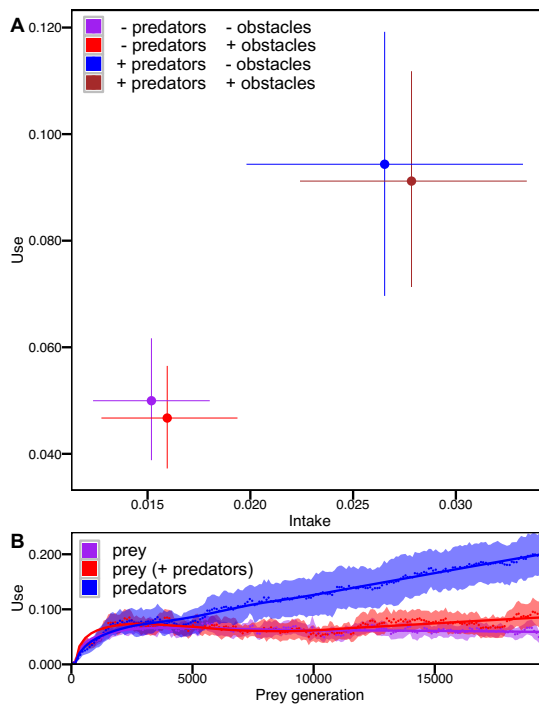 A
- predators - obstacles
- predators + obstacles
+ predators - obstacles
+ predators + obstacles
0.120
0.100
0.080
0.060
0.040
Use
0.015 0.020 0.025 0.030
Intake
B
prey
prey (+ predators)
predators
0.200
0.100
0.000
Use
0 5000 10000 15000
Prey generation